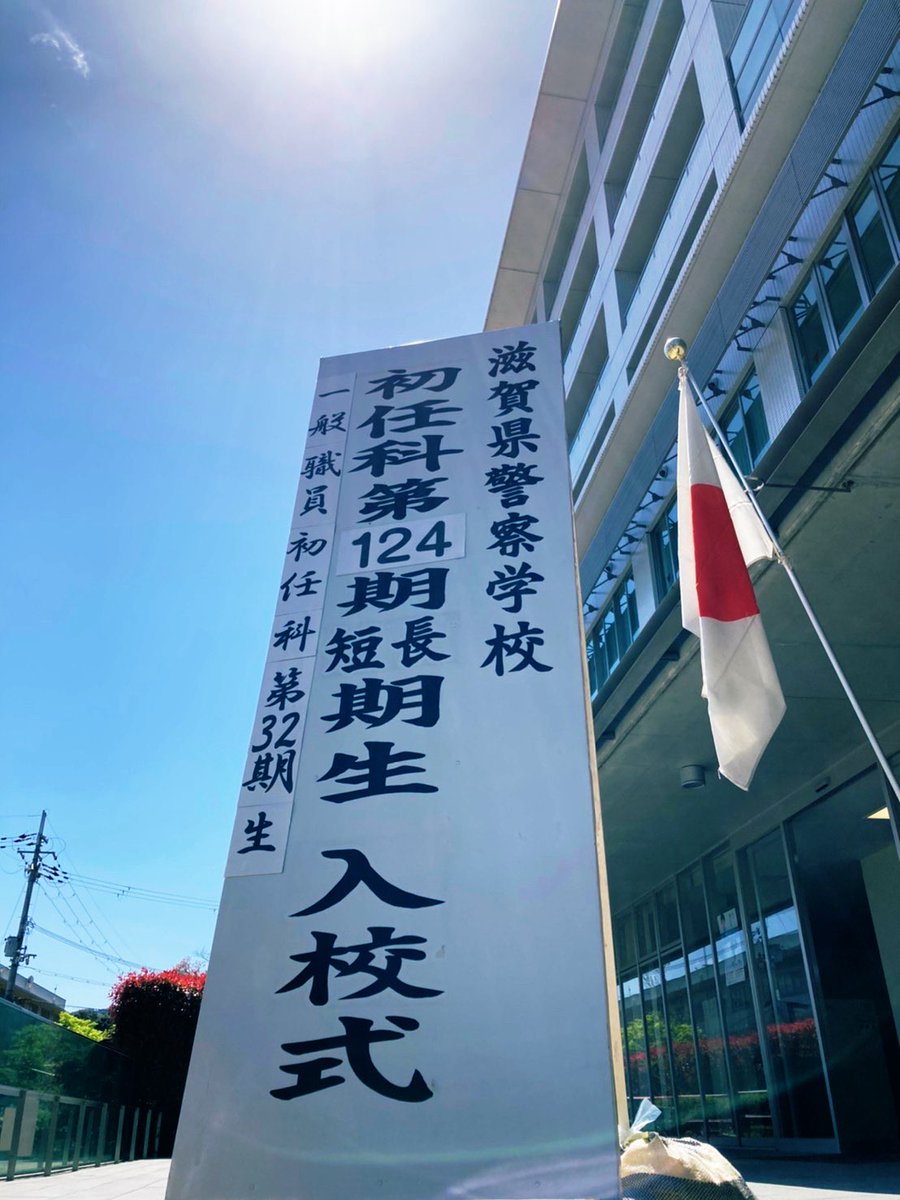 滋賀県警察学校
初任科第124期長期生 入校式
短
一般職員初任科第32期生